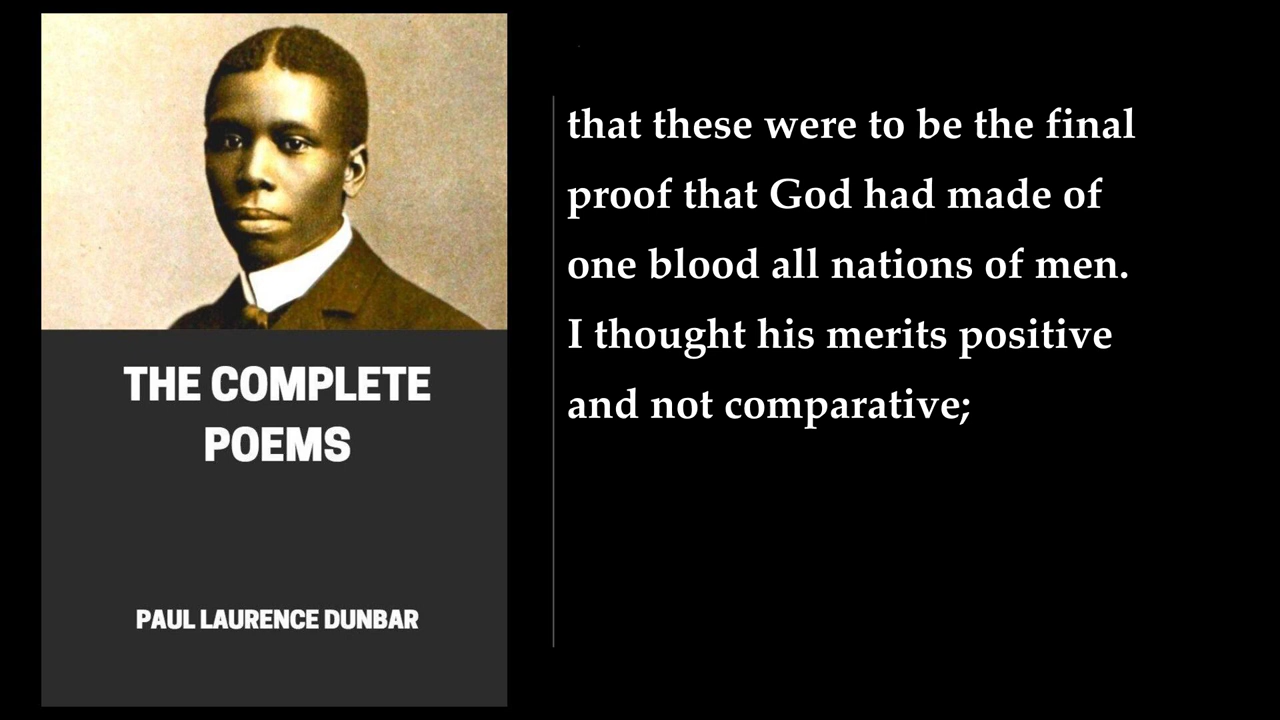 THE COMPLETE
POEMS
PAUL LAURENCE DUNBAR
that these were to be the final
proof that God had made of
one blood all nations of men.
I thought his merits positive
and not comparative;